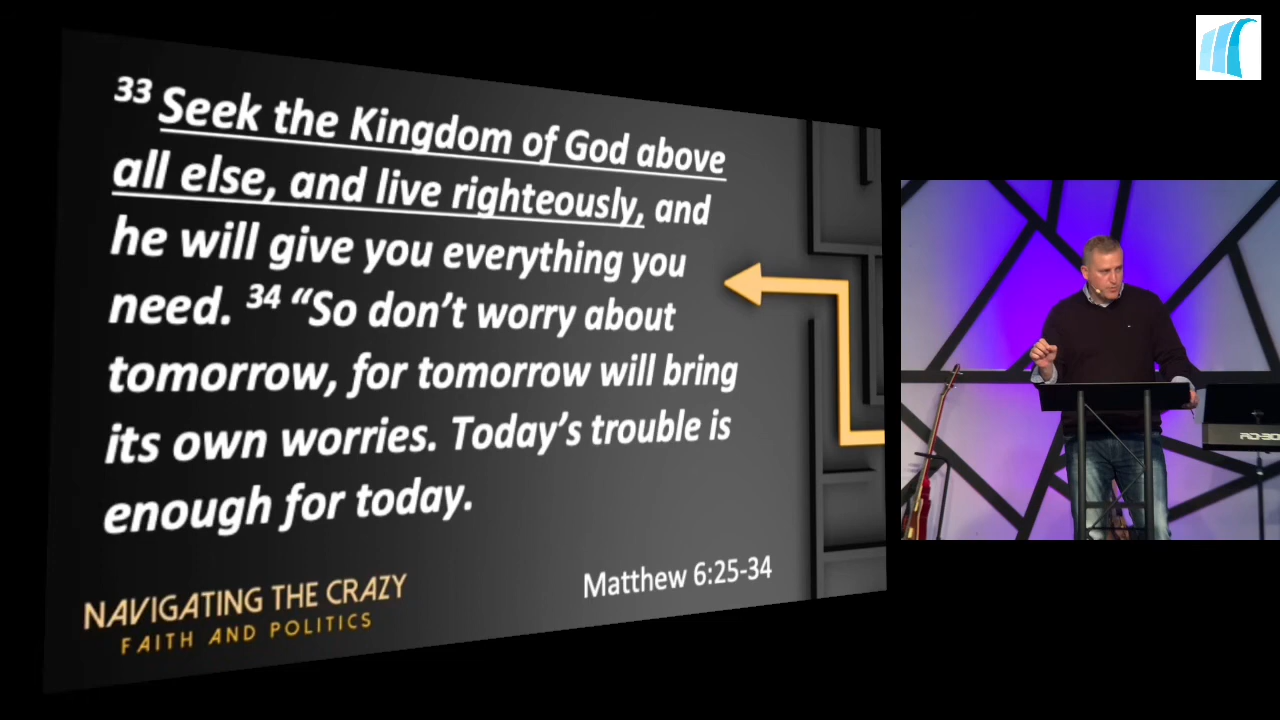 33 Seek the Kingdom of God above
all else, and live righteously, and
he will give you everything you
need. 34 “So don’t worry about
tomorrow, for tomorrow will bring
its own worries. Today’s trouble is
enough for today.
Matthew 6:25-34
NAVIGATING THE CRAZY
FAITH AND POLITICS